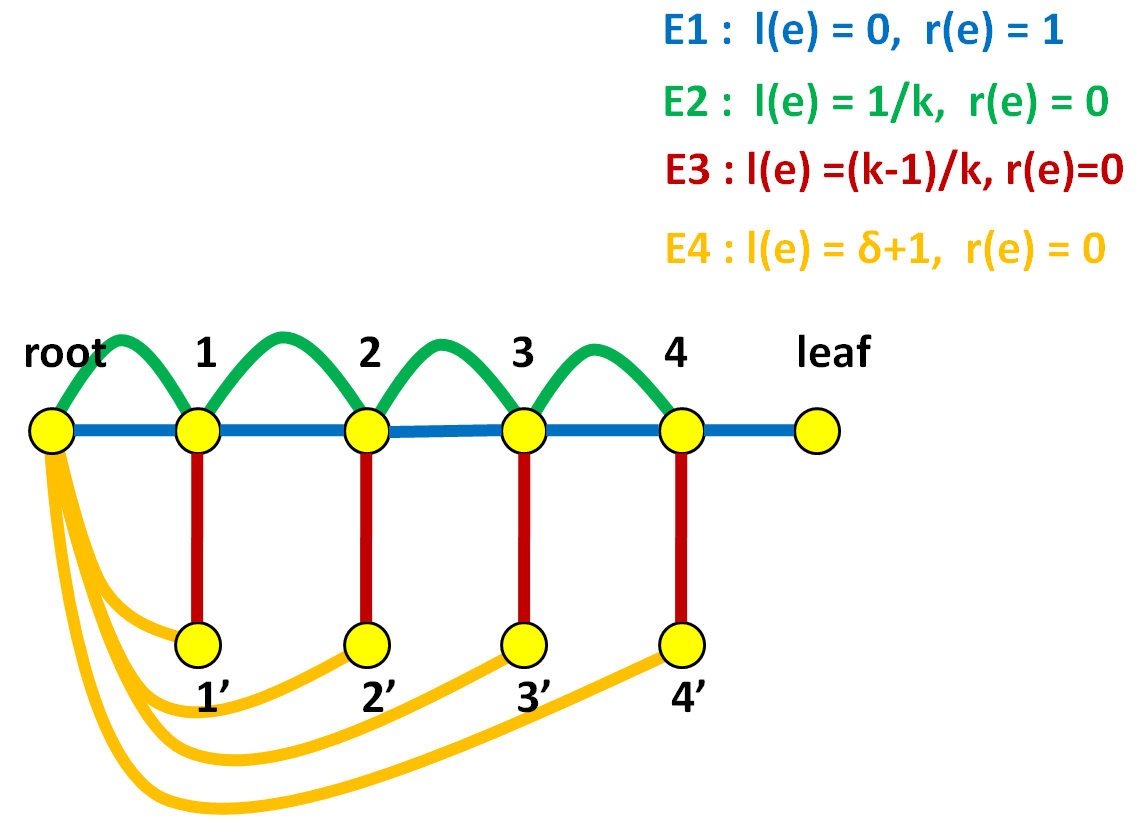 E1 : l(e) = 0, r(e) = 1
E2 : l(e) = 1/k, r(e) = 0
E3 : l(e) =(k-1)/k, r(e)=0
E4 : l(e) = δ+1, r(e) = 0
root 1 2 3 4 leaf
1’ 2’ 3’ 4’